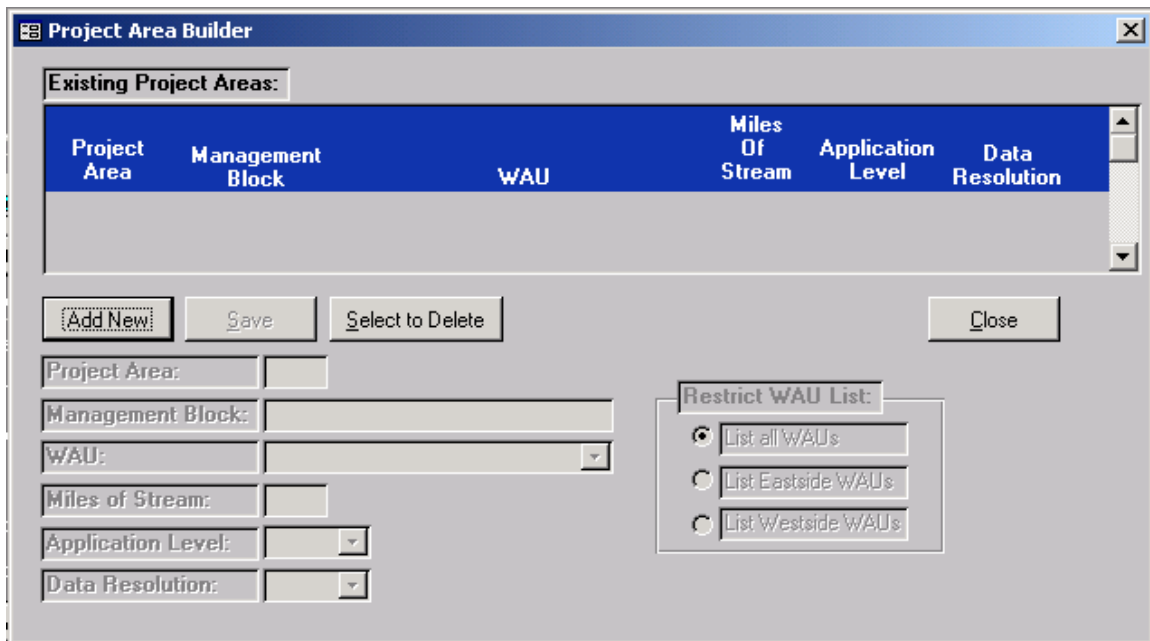 Project Area Builder
Existing Project Areas:
Project
Area
Management
Block
WAU
Miles
Of
Stream
Application
Level
Data
Resolution
Add New
Save
Select to Delete
Close
Project Area:
Management Block:
WAU:
Miles of Stream:
Application Level:
Data Resolution:
Restrict WAU List:
List all WAUs
List Eastside WAUs
List Westside WAUs